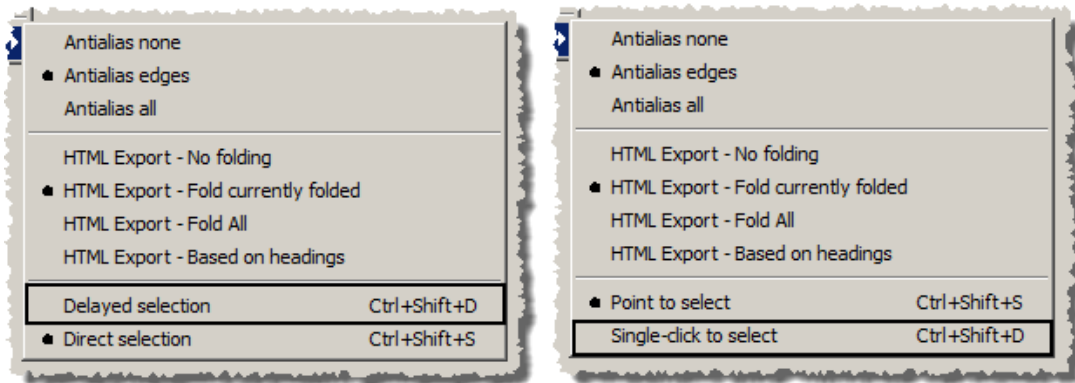 Antialias none
Antialias edges
Antialias all
HTML Export - No folding
HTML Export - Fold currently folded
HTML Export - Fold All
HTML Export - Based on headings
Delayed selection Ctrl+Shift+D
Direct selection Ctrl+Shift+S
Antialias none
Antialias edges
Antialias all
HTML Export - No folding
HTML Export - Fold currently folded
HTML Export - Fold All
HTML Export - Based on headings
Point to select Ctrl+Shift+S
Single-click to select Ctrl+Shift+D